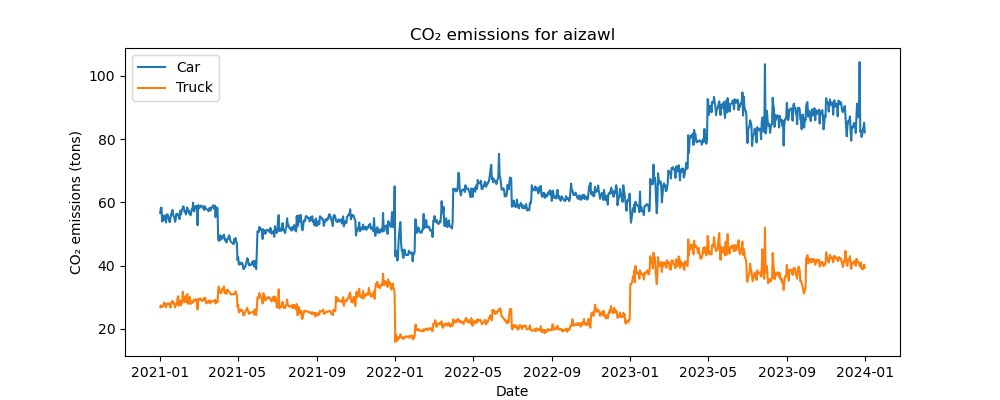 CO₂ emissions for aizawl
Car
Truck
CO₂ emissions (tons)
100
80
60
40
20
2021-01 2021-05 2021-09 2022-01 2022-05 2022-09 2023-01 2023-05 2023-09 2024-01
Date